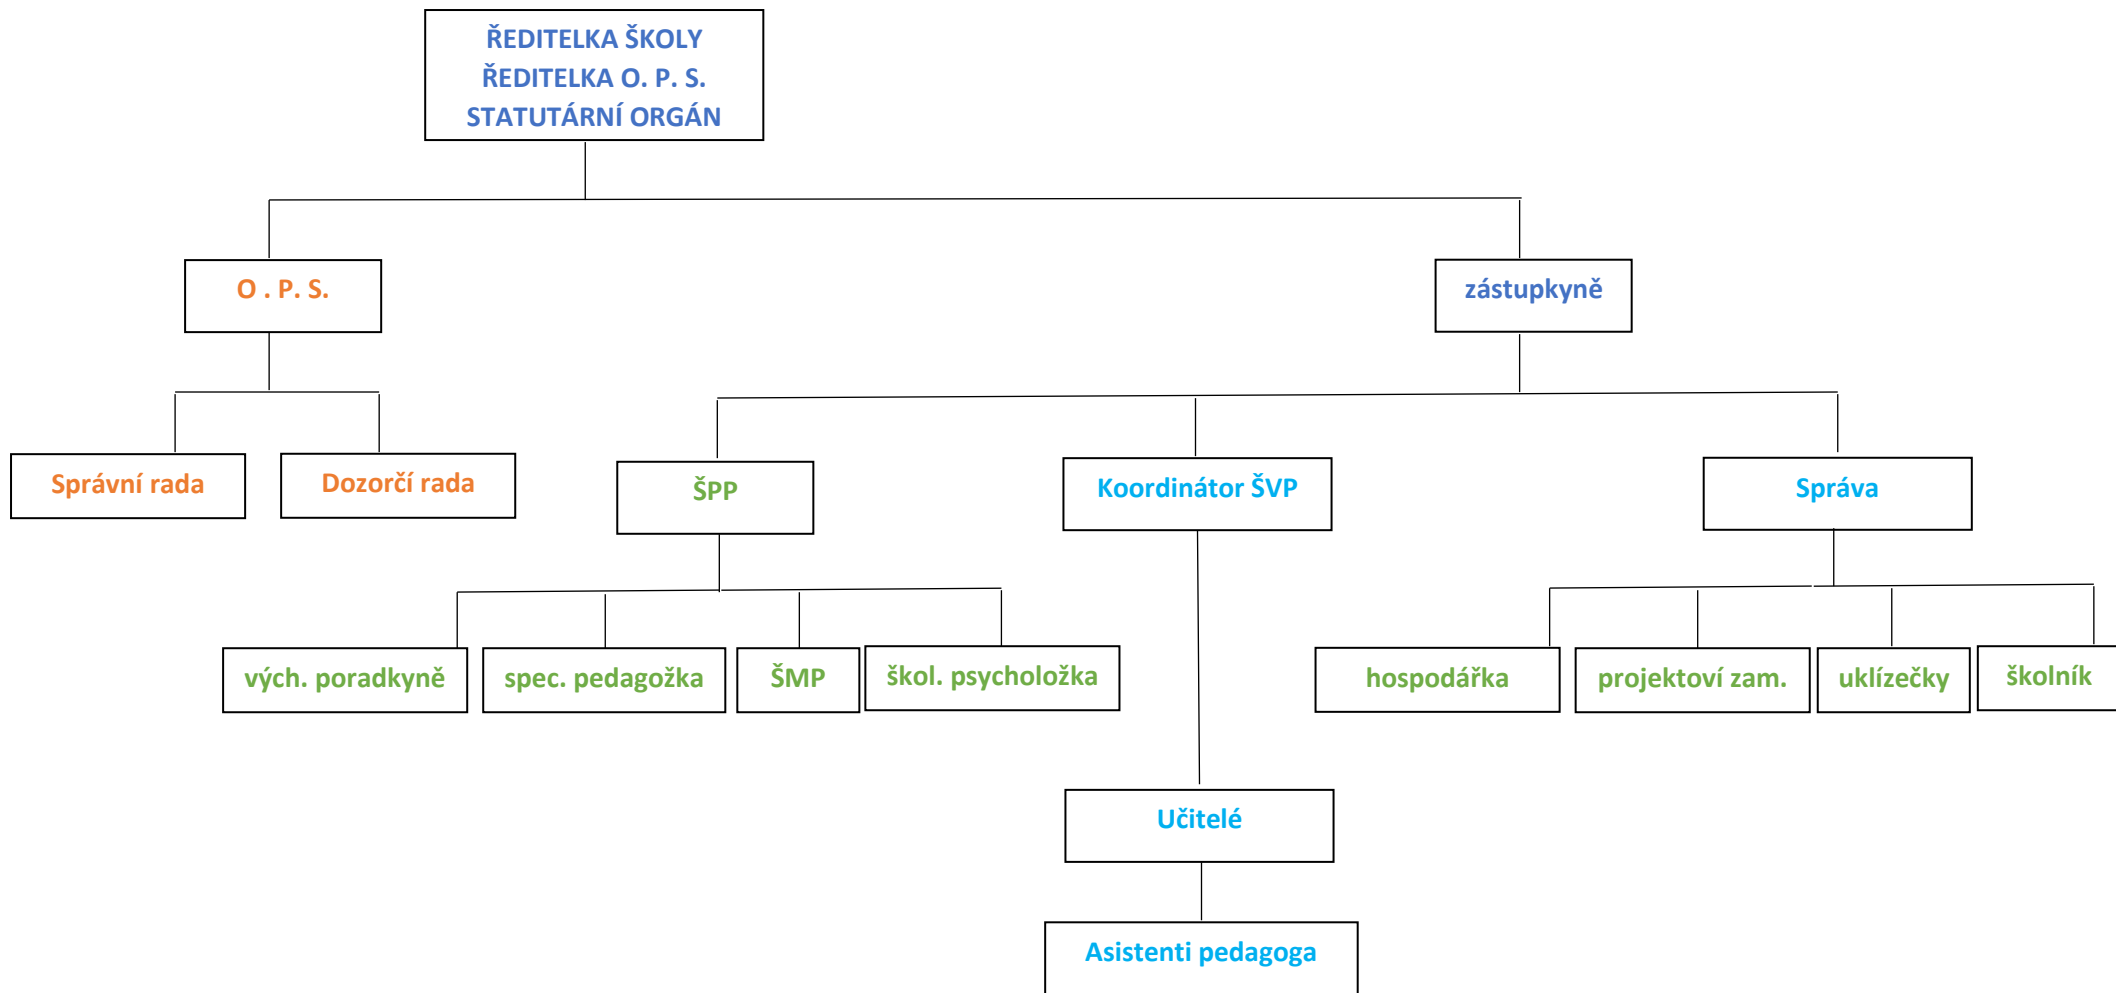 ŘEDITELKA ŠKOLY
ŘEDITELKA O. P. S.
STATUTÁRNÍ ORGÁN
O . P. S.
zástupkyně
Správní rada
Dozorčí rada
ŠPP
Koordinátor ŠVP
Správa
vých. poradkyně
spec. pedagožka
ŠMP
škol. psycholožka
hospodářka
projektoví zam.
uklízečky
školník
Učitelé
Asistenti pedagoga